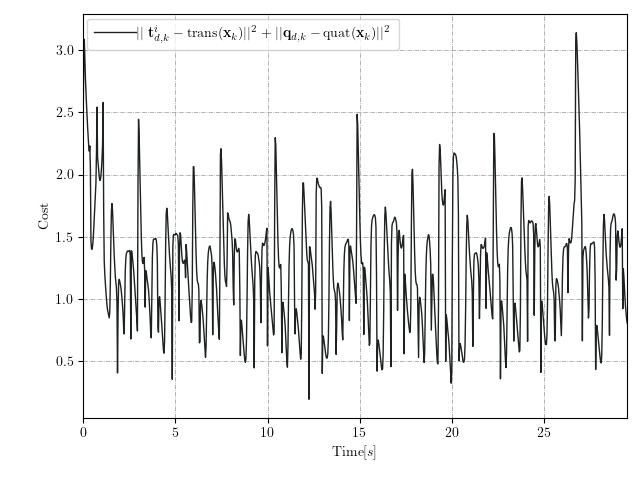 || t^i_{d,k} − trans(x_k)||² + ||q_{d,k} − quat(x_k)||²
3.0
2.5
2.0
1.5
1.0
0.5
Cost
0 5 10 15 20 25
Time[s]